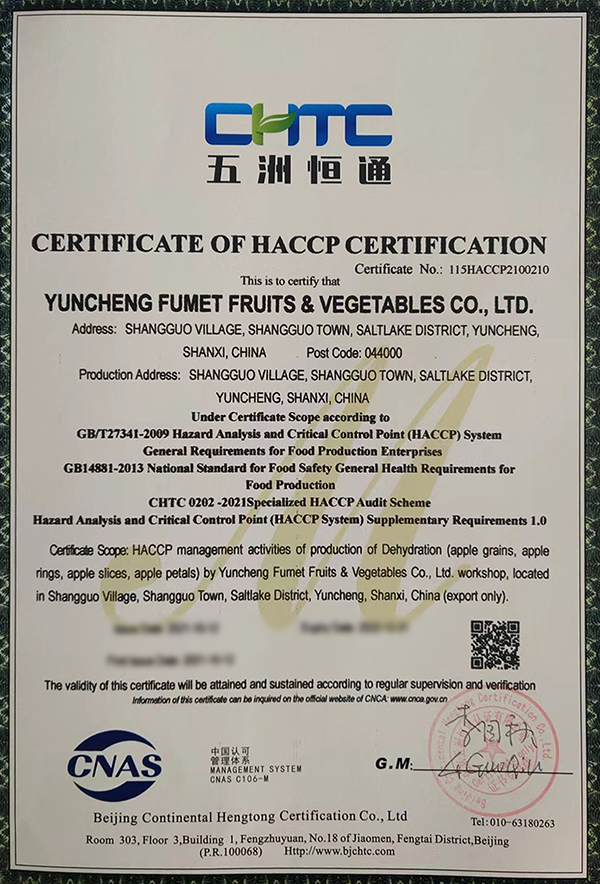 CHTC
五洲恒通
CERTIFICATE OF HACCP CERTIFICATION
Certificate No.: 115HACCP2100210
This is to certify that
YUNCHENG FUMET FRUITS & VEGETABLES CO., LTD.
Address: SHANGGUO VILLAGE, SHANGGUO TOWN, SALTLAKE DISTRICT, YUNCHENG,
SHANXI, CHINA Post Code: 044000
Production Address: SHANGGUO VILLAGE, SHANGGUO TOWN, SALTLAKE DISTRICT,
YUNCHENG, SHANXI, CHINA
Under Certificate Scope according to
GB/T27341-2009 Hazard Analysis and Critical Control Point (HACCP) System
General Requirements for Food Production Enterprises
GB14881-2013 National Standard for Food Safety General Health Requirements for
Food Production
CHTC 0202 -2021Specialized HACCP Audit Scheme
Hazard Analysis and Critical Control Point (HACCP System) Supplementary Requirements 1.0
Certificate Scope: HACCP management activities of production of Dehydration (apple grains, apple
rings, apple slices, apple petals) by Yuncheng Fumet Fruits & Vegetables Co., Ltd. workshop, located
in Shangguo Village, Shangguo Town, Saltlake District, Yuncheng, Shanxi, China (export only).
The validity of this certificate will be attained and sustained according to regular supervision and verification
Information of this certificate can be inquired on the official website of CNCA: www.cnca.gov.cn
CNAS
中国认可
管理体系
MANAGEMENT SYSTEM
CNAS C106-M
G.M:
Beijing Continental Hengtong Certification Co., Ltd
Tel:010-63180263
Room 303, Floor 3,Building 1, Fengzhuyuan, No.18 of Jiaomen, Fengtai District,Beijing
(P.R.100068) Http://www.bjchtc.com